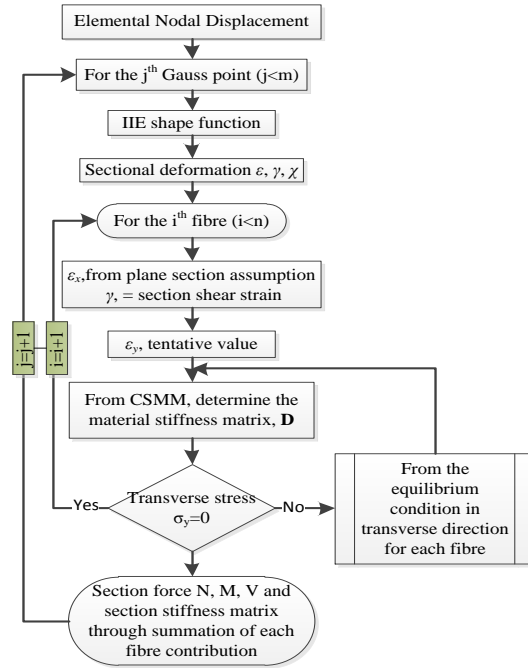 Elemental Nodal Displacement
For the jth Gauss point (j<m)
IIE shape function
Sectional deformation ε, γ, χ
For the ith fibre (i<n)
εx,from plane section assumption
γ, = section shear strain
εy, tentative value
j=j+1
i=i+1
From CSMM, determine the
material stiffness matrix, D
Transverse stress
σy=0
Yes
No
From the
equilibrium
condition in
transverse direction
for each fibre
Section force N, M, V and
section stiffness matrix
through summation of each
fibre contribution